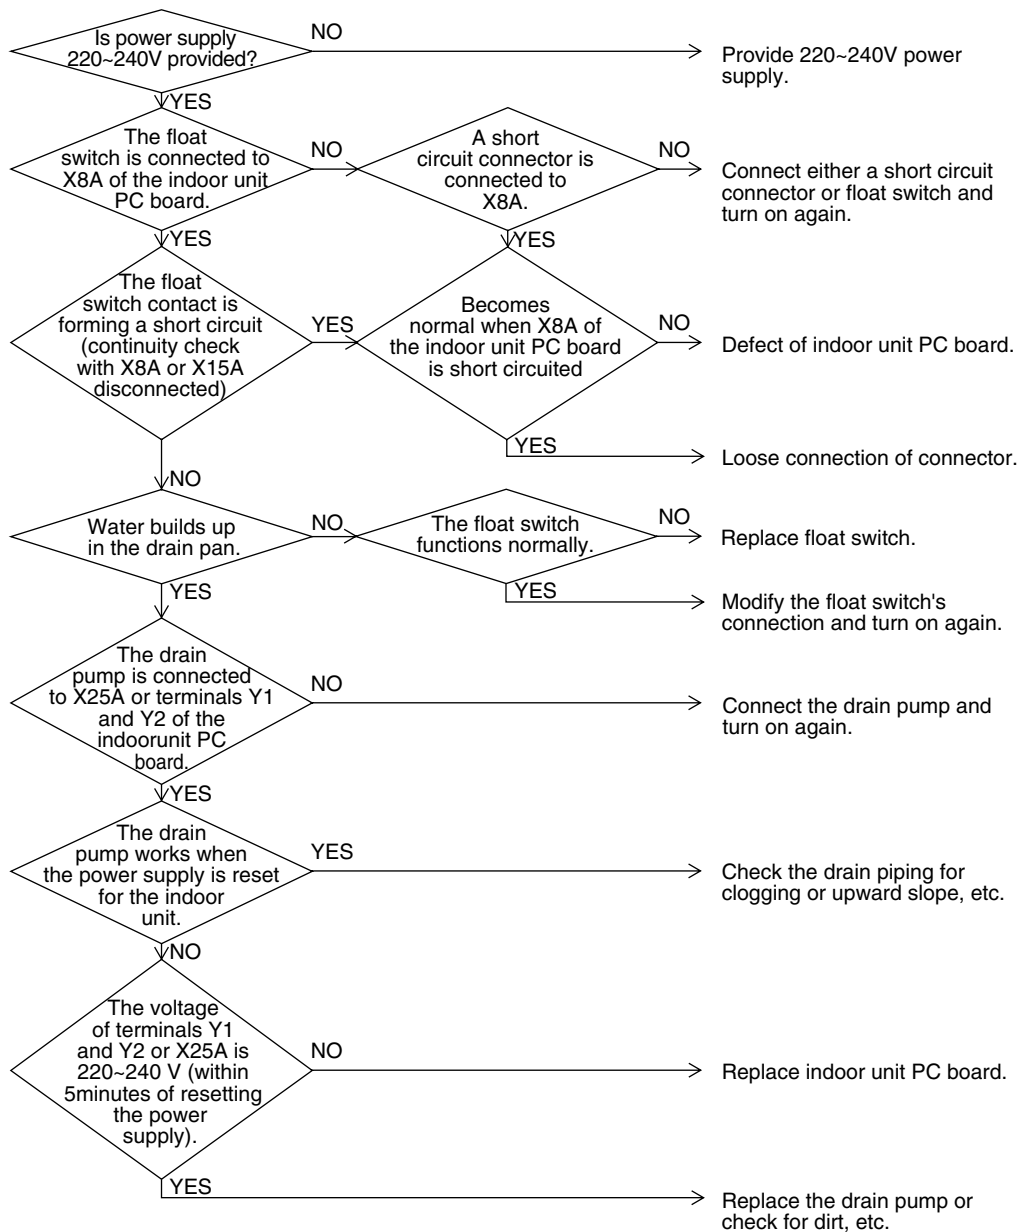 Is power supply
220~240V provided?
NO
Provide 220~240V power
supply.
YES
The float
switch is connected to
X8A of the indoor unit
PC board.
NO
A short
circuit connector is
connected to
X8A.
NO
Connect either a short circuit
connector or float switch and
turn on again.
YES
YES
The float
switch contact is
forming a short circuit
(continuity check
with X8A or X15A
disconnected)
YES
Becomes
normal when X8A of
the indoor unit PC board
is short circuited
NO
Defect of indoor unit PC board.
YES
Loose connection of connector.
NO
Water builds up
in the drain pan.
NO
The float switch
functions normally.
NO
Replace float switch.
YES
YES
Modify the float switch's
connection and turn on again.
The drain
pump is connected
to X25A or terminals Y1
and Y2 of the
indoorunit PC
board.
NO
Connect the drain pump and
turn on again.
YES
The drain
pump works when
the power supply is reset
for the indoor
unit.
YES
Check the drain piping for
clogging or upward slope, etc.
NO
The voltage
of terminals Y1
and Y2 or X25A is
220~240 V (within
5minutes of resetting
the power
supply).
NO
Replace indoor unit PC board.
YES
Replace the drain pump or
check for dirt, etc.